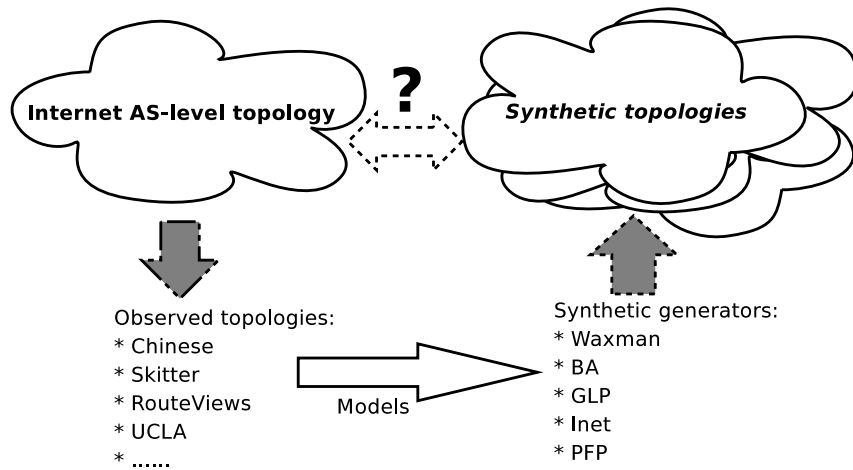 ?
Internet AS-level topology
Synthetic topologies
Observed topologies:
* Chinese
* Skitter
* RouteViews
* UCLA
* ......
Models
Synthetic generators:
* Waxman
* BA
* GLP
* Inet
* PFP